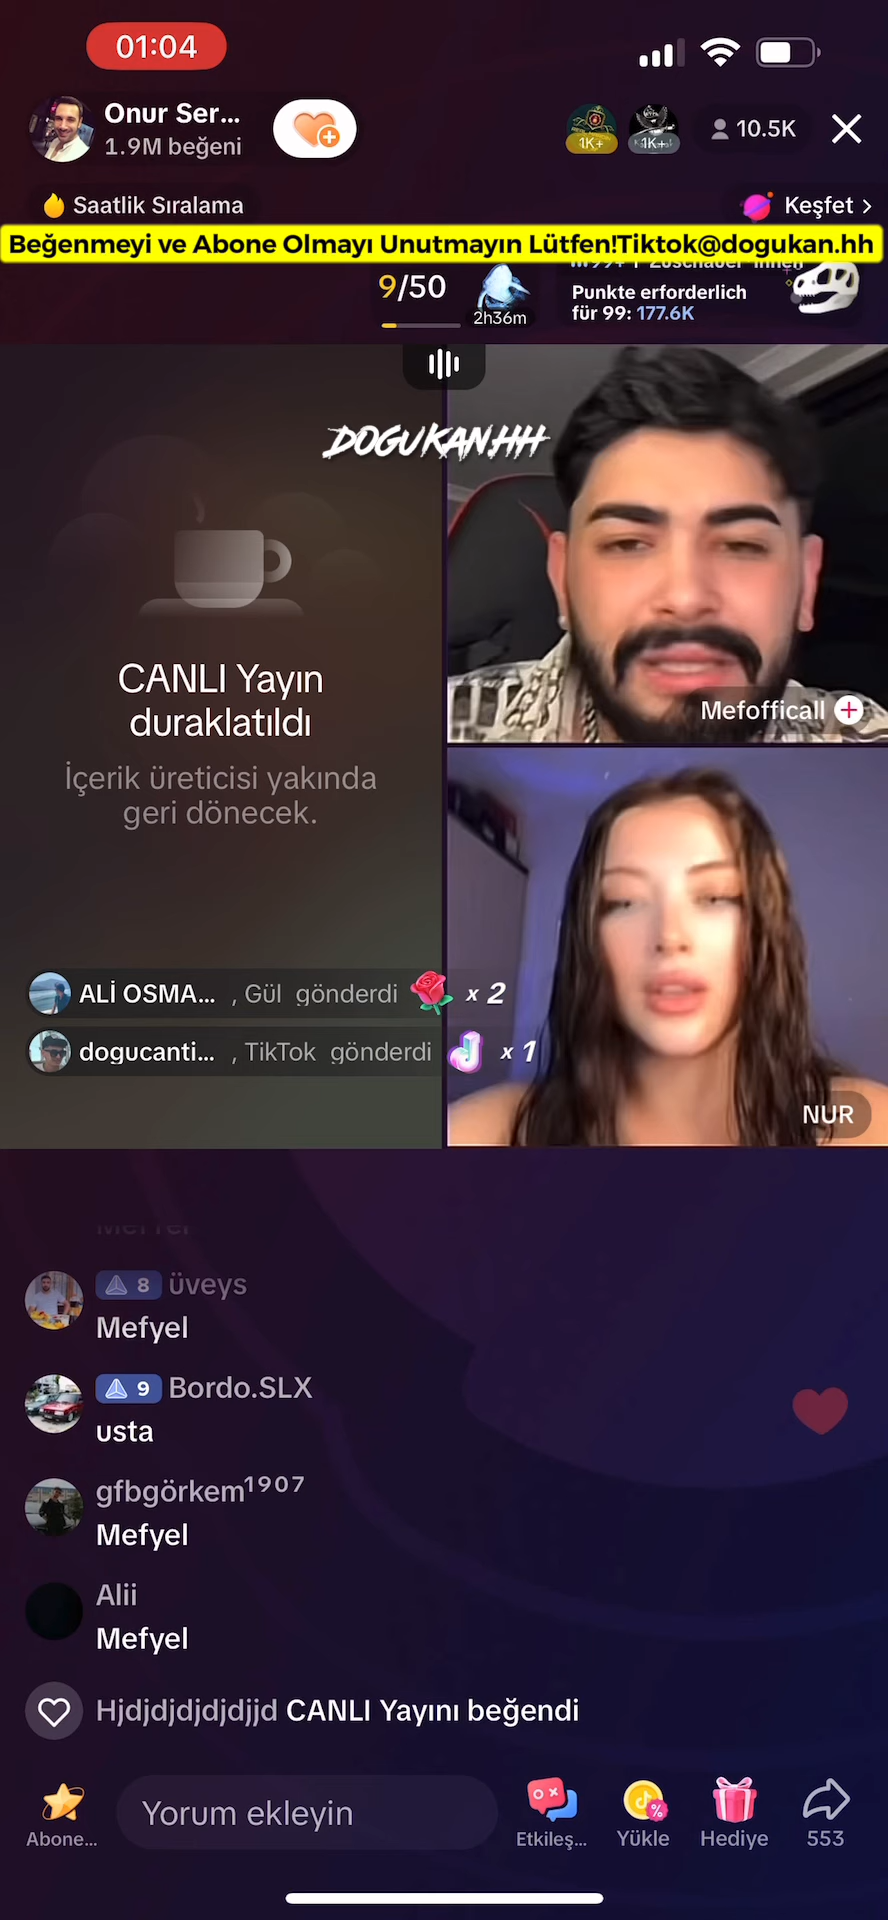 01:04
Onur Ser...
1.9M beğeni
1K+
1K+
10.5K
Saatlik Sıralama
Keşfet
Beğenmeyi ve Abone Olmayı Unutmayın Lütfen!Tiktok@dogukan.hh
9/50
2h36m
Punkte erforderlich
für 99: 177.6K
DOGUKAN.HH
CANLI Yayın
duraklatıldı
İçerik üreticisi yakında
geri dönecek.
Mefofficall
ALİ OSMA... , Gül gönderdi x 2
dogucanti... , TikTok gönderdi x 1
NUR
8 üveys
Mefyel
9 Bordo.SLX
usta
gfbgörkem¹⁹⁰⁷
Mefyel
Alii
Mefyel
Hjdjdjdjdjdjjd CANLI Yayını beğendi
Abone...
Yorum ekleyin
Etkileş...
Yükle
Hediye
553